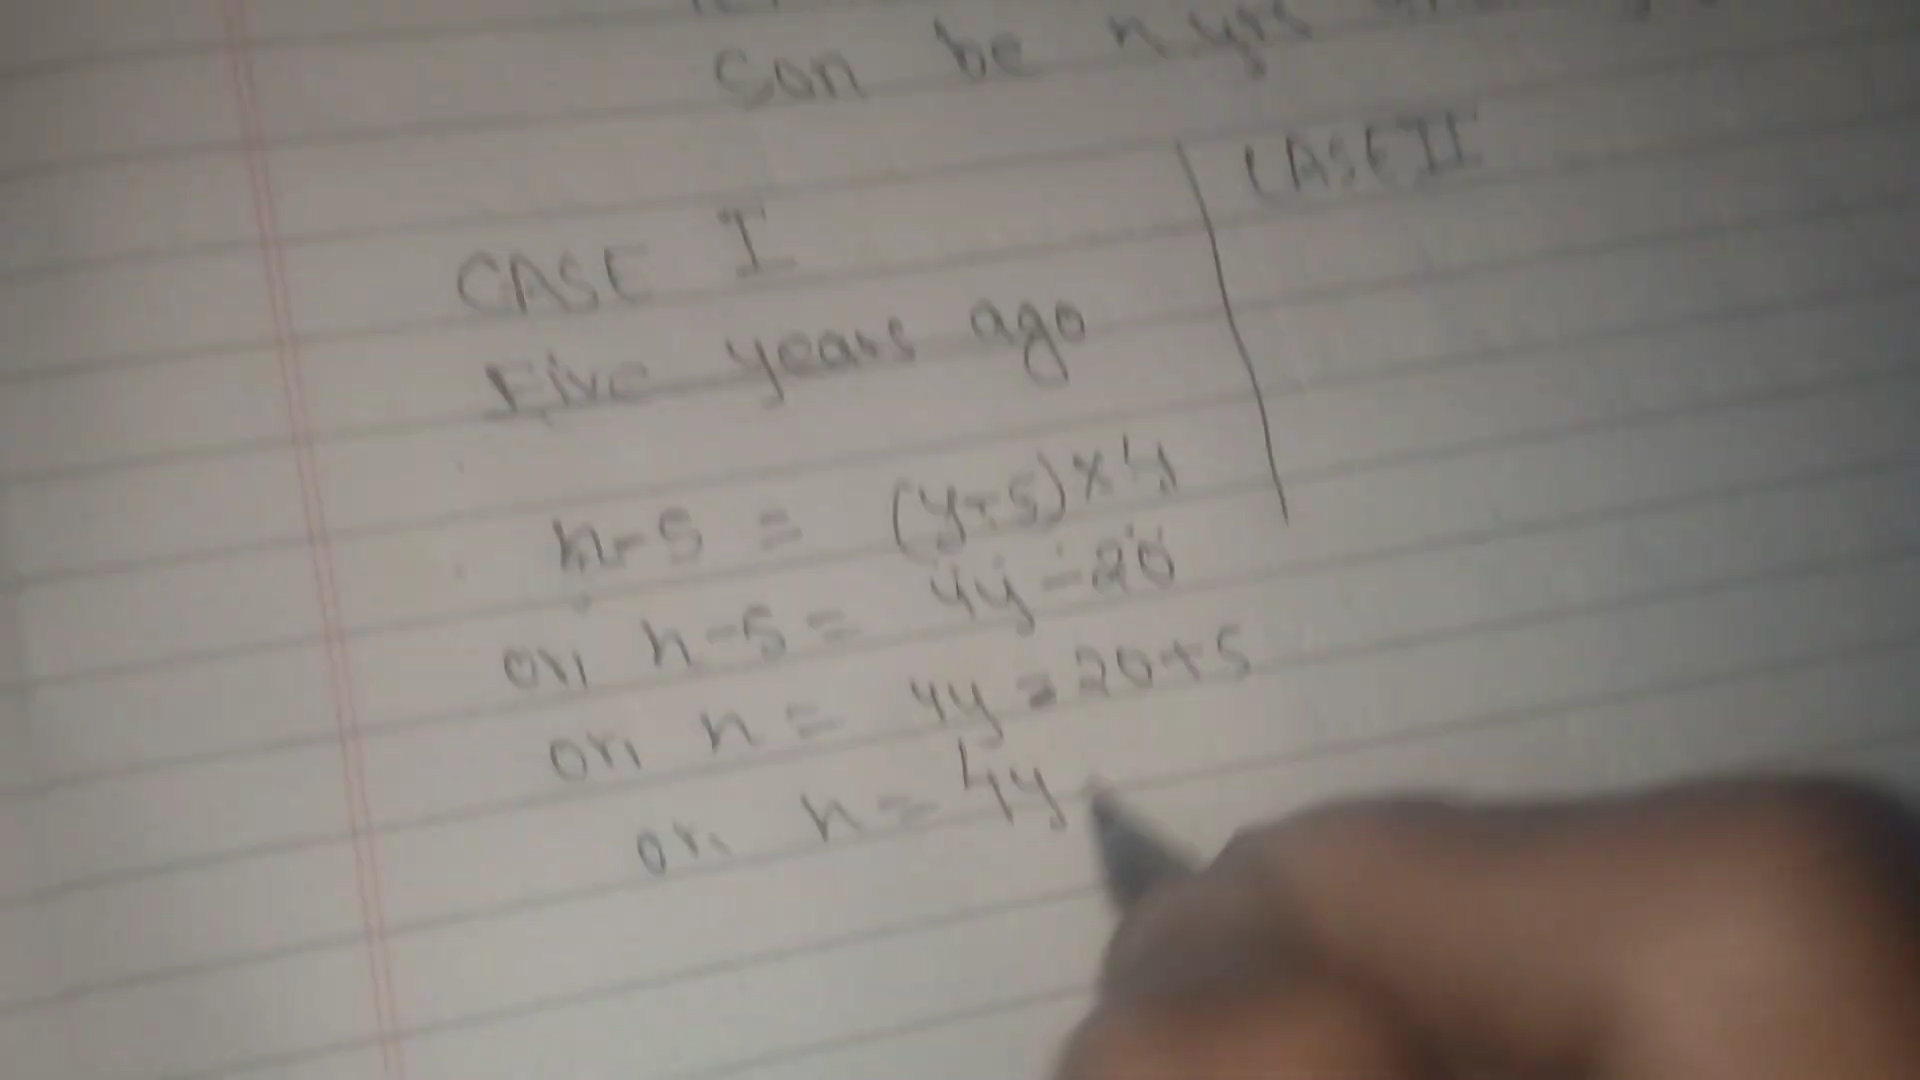 son be x yrs
CASE I
CASE II
Five years ago
x-5 = (y-5)×4
or, x-5 = 4y-20
or, x = 4y-20+5
or, x = 4y